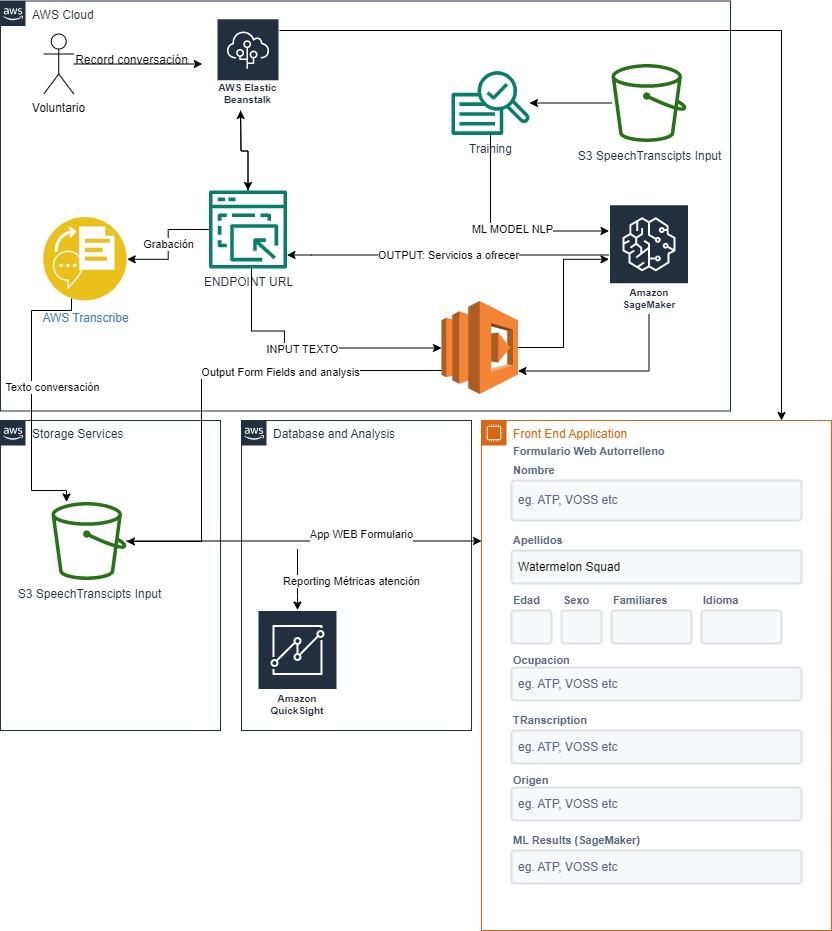 aws
AWS Cloud
Record conversación
Voluntario
AWS Elastic
Beanstalk
Training
S3 SpeechTranscipts Input
ML MODEL NLP
Grabación
OUTPUT: Servicios a ofrecer
ENDPOINT URL
Amazon
SageMaker
AWS Transcribe
INPUT TEXTO
Output Form Fields and analysis
Texto conversación
aws
Storage Services
S3 SpeechTranscipts Input
aws
Database and Analysis
App WEB Formulario
Reporting Métricas atención
Amazon
QuickSight
Front End Application
Formulario Web Autorrelleno
Nombre
eg. ATP, VOSS etc
Apellidos
Watermelon Squad
Edad
Sexo
Familiares
Idioma
Ocupacion
eg. ATP, VOSS etc
TRanscription
eg. ATP, VOSS etc
Origen
eg. ATP, VOSS etc
ML Results (SageMaker)
eg. ATP, VOSS etc